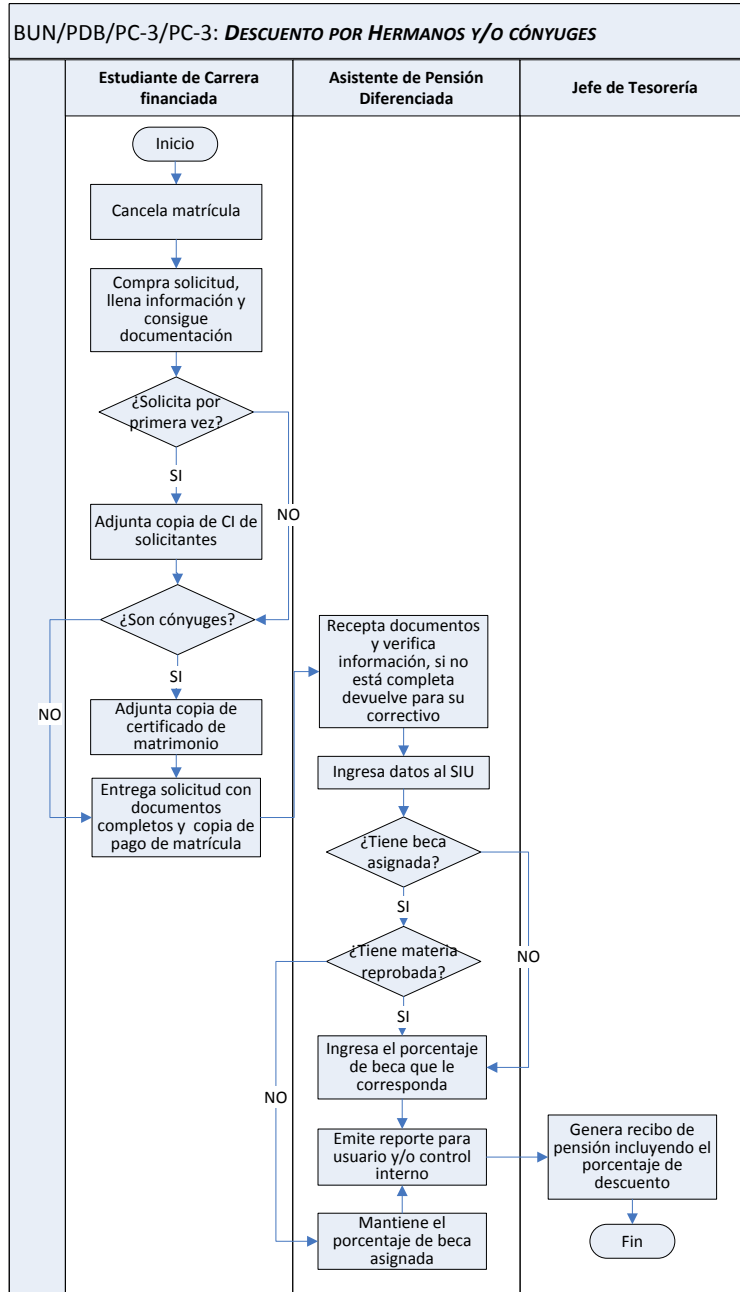 BUN/PDB/PC-3/PC-3: DESCUENTO POR HERMANOS Y/O CÓNYUGES
Estudiante de Carrera
financiada
Asistente de Pensión
Diferenciada
Jefe de Tesorería
Inicio
Cancela matrícula
Compra solicitud,
llena información y
consigue
documentación
¿Solicita por
primera vez?
SI
NO
Adjunta copia de CI de
solicitantes
¿Son cónyuges?
SI
NO
Adjunta copia de
certificado de
matrimonio
Entrega solicitud con
documentos
completos y copia de
pago de matrícula
Recepta documentos
y verifica
información, si no
está completa
devuelve para su
correctivo
Ingresa datos al SIU
¿Tiene beca
asignada?
SI
NO
¿Tiene materia
reprobada?
SI
NO
Ingresa el porcentaje
de beca que le
corresponda
Emite reporte para
usuario y/o control
interno
Mantiene el
porcentaje de beca
asignada
Genera recibo de
pensión incluyendo el
porcentaje de
descuento
Fin